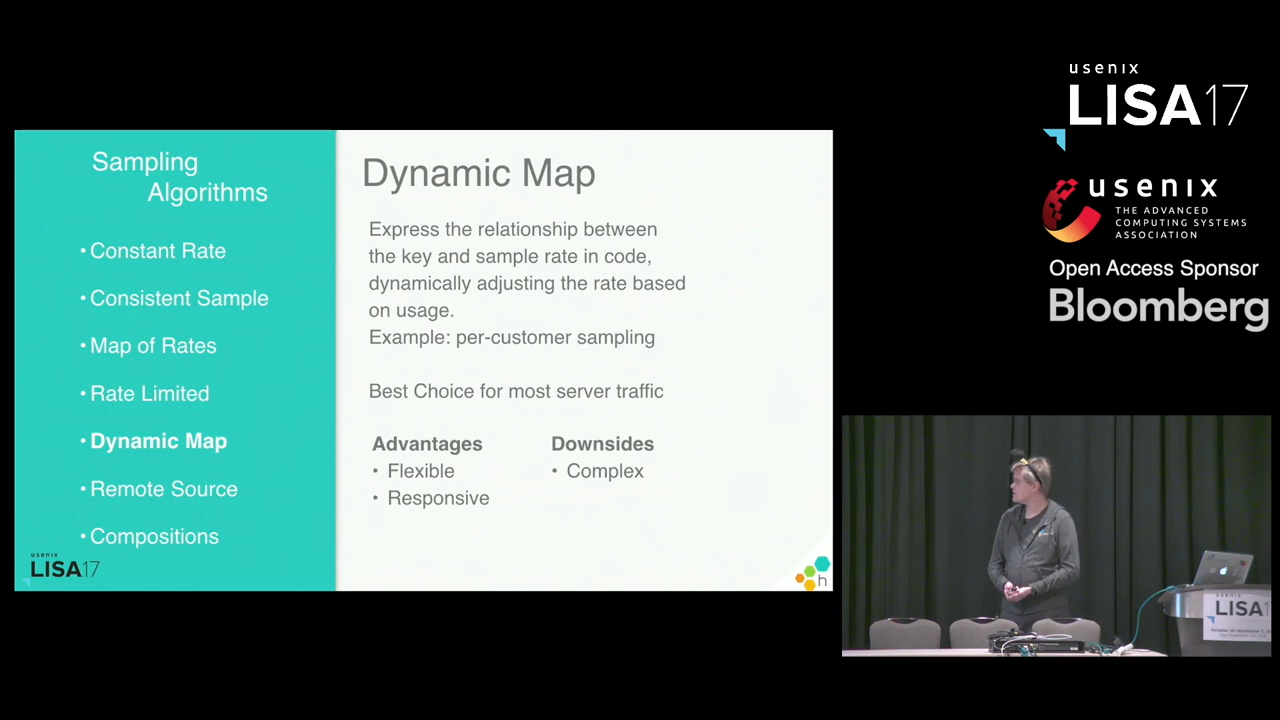 Sampling
Algorithms
• Constant Rate
• Consistent Sample
• Map of Rates
• Rate Limited
• Dynamic Map
• Remote Source
• Compositions
usenix
LISA17
Dynamic Map
Express the relationship between
the key and sample rate in code,
dynamically adjusting the rate based
on usage.
Example: per-customer sampling
Best Choice for most server traffic
Advantages
• Flexible
• Responsive
Downsides
• Complex
h
usenix
LISA17
usenix
THE ADVANCED
COMPUTING SYSTEMS
ASSOCIATION
Open Access Sponsor
Bloomberg
LISA1